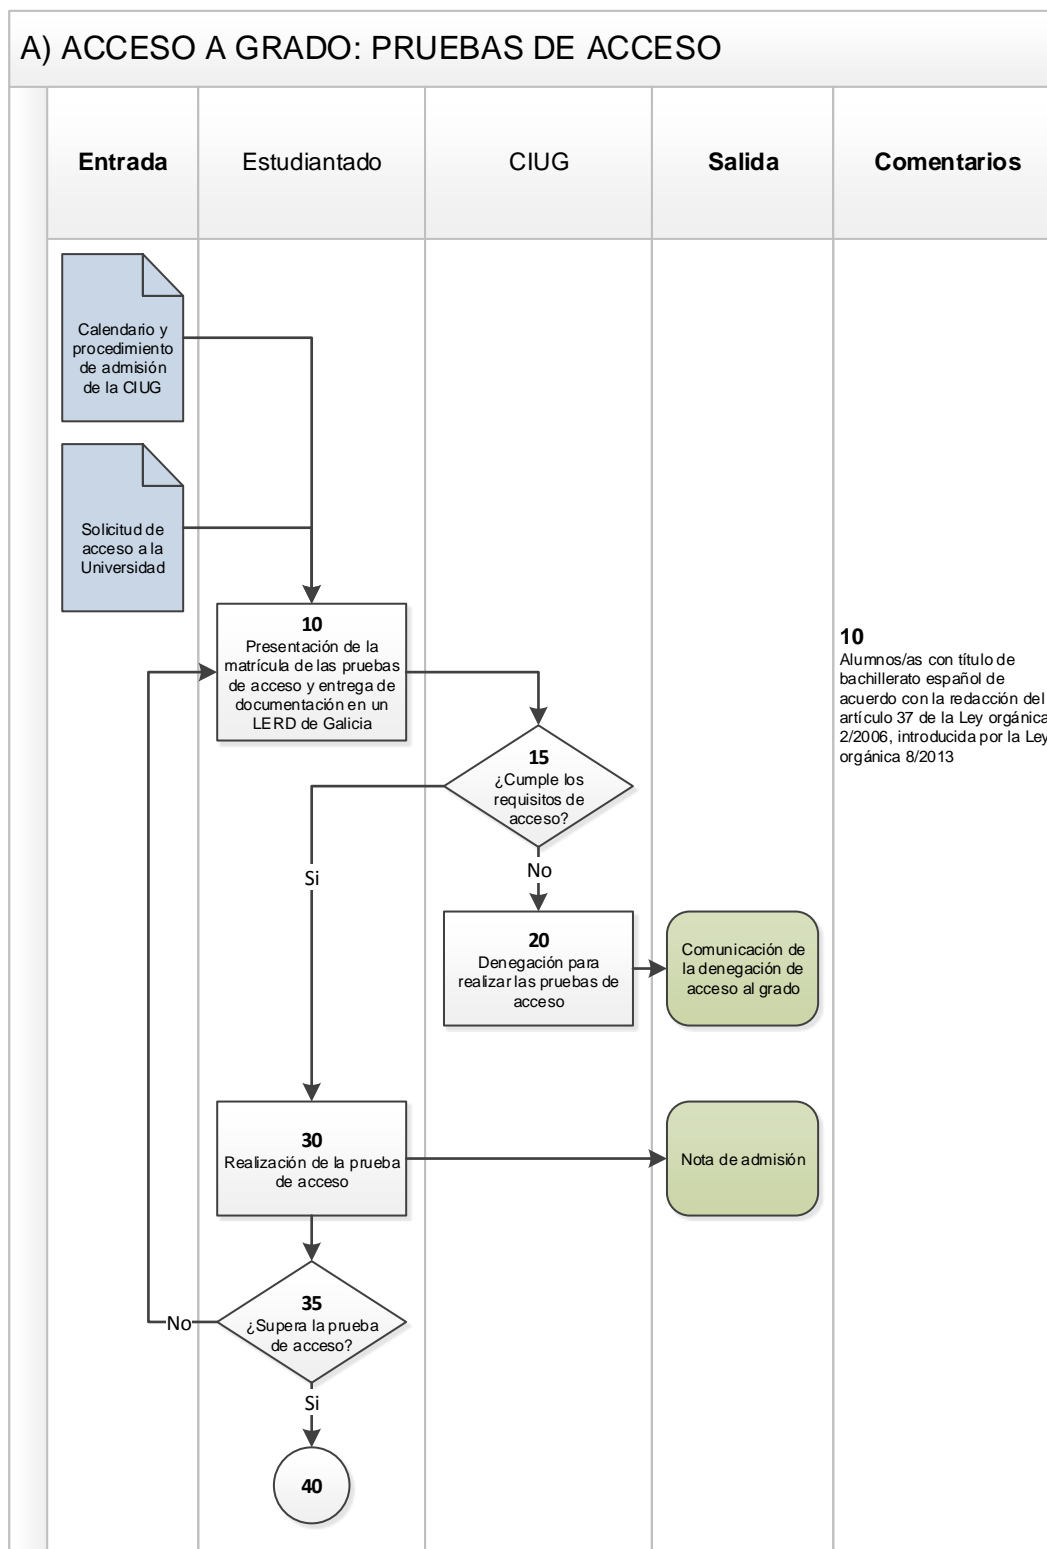 A) ACCESO A GRADO: PRUEBAS DE ACCESO
Entrada
Estudiantado
CIUG
Salida
Comentarios
Calendario y
procedimiento
de admisión
de la CIUG
Solicitud de
acceso a la
Universidad
10
Presentación de la
matrícula de las pruebas
de acceso y entrega de
documentación en un
LERD de Galicia
10
Alumnos/as con título de
bachillerato español de
acuerdo con la redacción del
artículo 37 de la Ley orgánica
2/2006, introducida por la Ley
orgánica 8/2013
15
¿Cumple los
requisitos de
acceso?
Si
No
20
Denegación para
realizar las pruebas de
acceso
Comunicación de
la denegación de
acceso al grado
30
Realización de la prueba
de acceso
Nota de admisión
35
¿Supera la prueba
de acceso?
No
Si
40